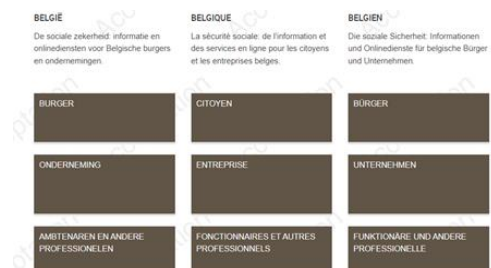 BELGIË
De sociale zekerheid: informatie en
onlinediensten voor Belgische burgers
en ondernemingen.
BURGER
ONDERNEMING
AMBTENAREN EN ANDERE
PROFESSIONELEN
BELGIQUE
La sécurité sociale: de l'information et
des services en ligne pour les citoyens
et les entreprises belges.
CITOYEN
ENTREPRISE
FONCTIONNAIRES ET AUTRES
PROFESSIONNELS
BELGIEN
Die soziale Sicherheit: Informationen
und Onlinedienste für belgische Bürger
und Unternehmen.
BÜRGER
UNTERNEHMEN
FUNKTIONÄRE UND ANDERE
PROFESSIONELLE